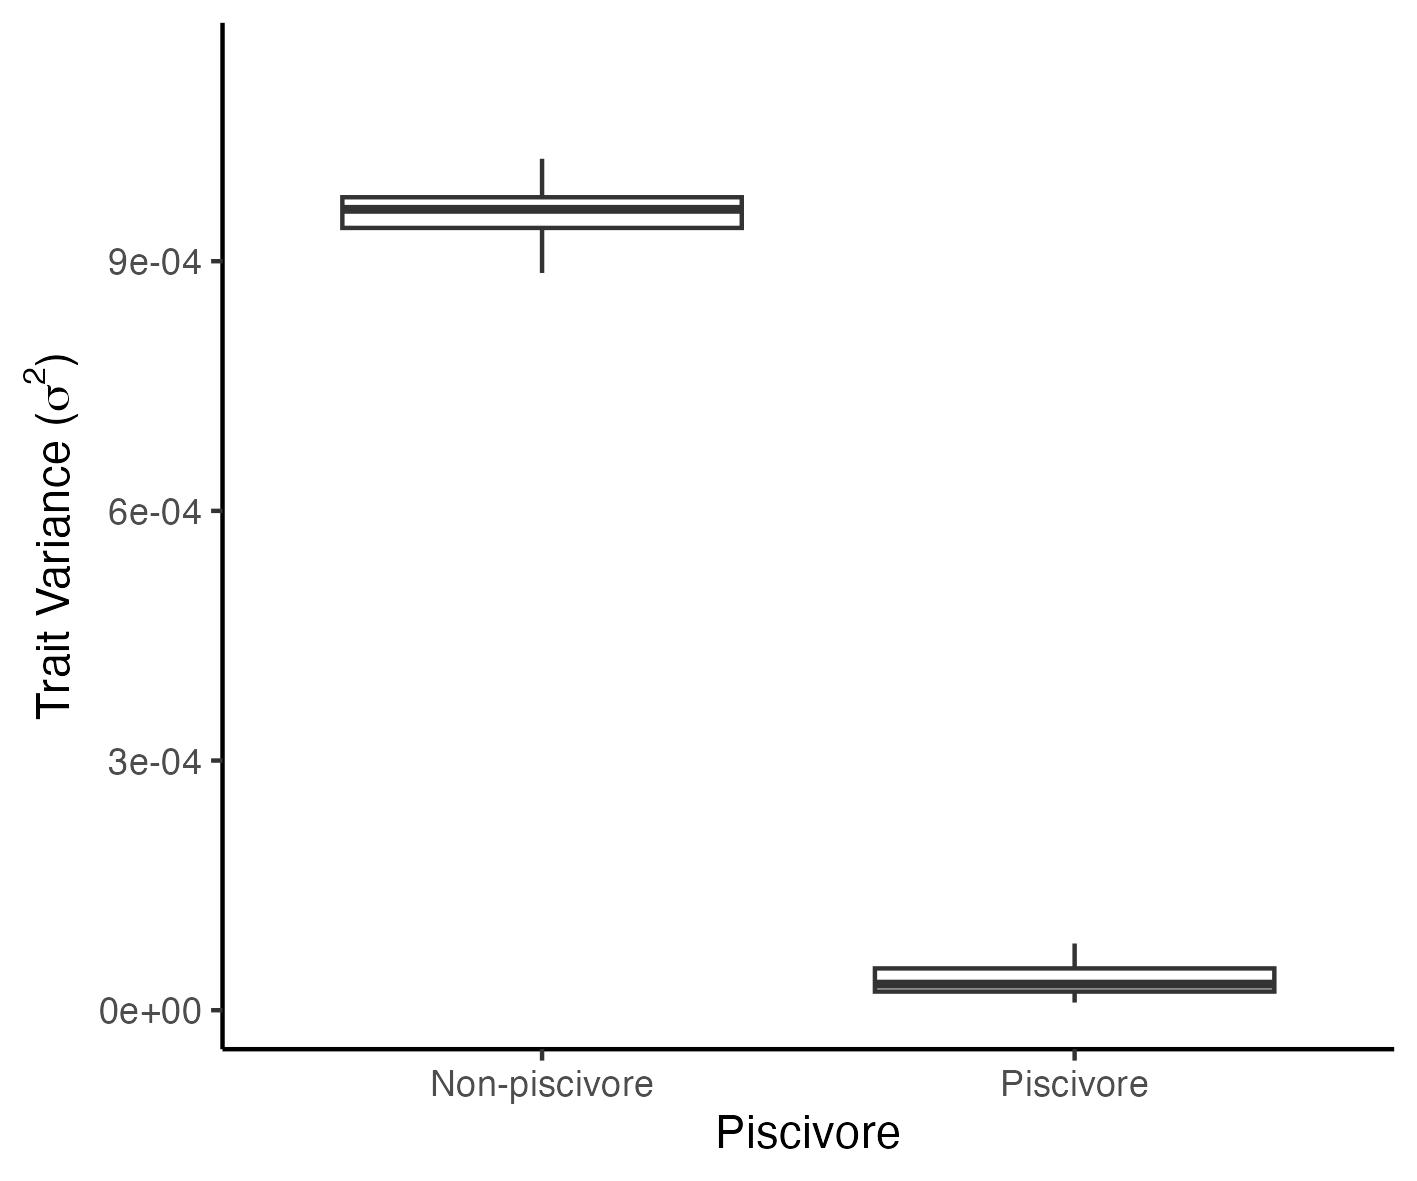 Trait Variance (σ²)
9e-04
6e-04
3e-04
0e+00
Non-piscivore
Piscivore
Piscivore